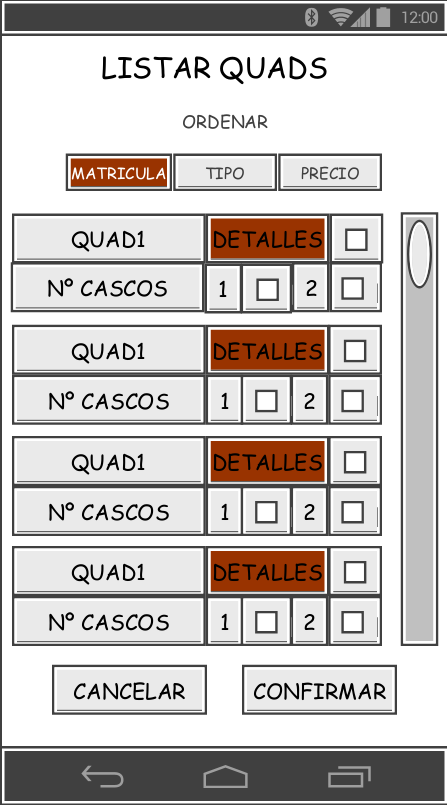 12:00
LISTAR QUADS
ORDENAR
MATRICULA TIPO PRECIO
QUAD1 DETALLES
Nº CASCOS 1 2
QUAD1 DETALLES
Nº CASCOS 1 2
QUAD1 DETALLES
Nº CASCOS 1 2
QUAD1 DETALLES
Nº CASCOS 1 2
CANCELAR CONFIRMAR